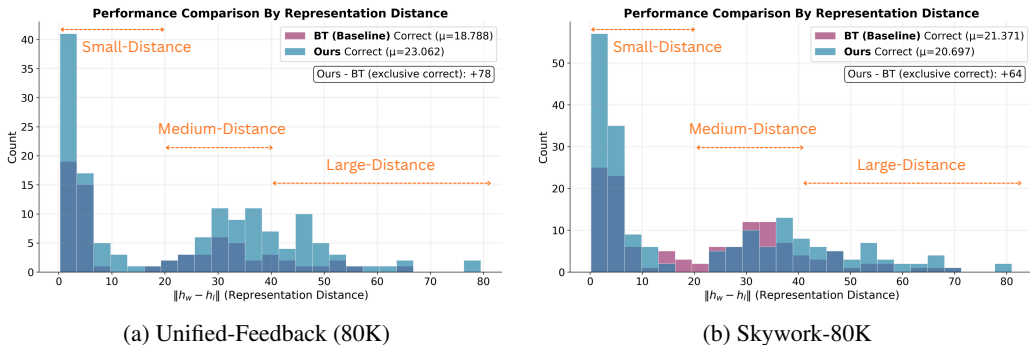 Performance Comparison By Representation Distance
40
35
30
25
20
15
10
5
0
Count
Small-Distance
Medium-Distance
Large-Distance
BT (Baseline) Correct (μ=18.788)
Ours Correct (μ=23.062)
Ours - BT (exclusive correct): +78
0 10 20 30 40 50 60 70 80
‖h_w − h_l‖ (Representation Distance)
(a) Unified-Feedback (80K)
Performance Comparison By Representation Distance
50
40
30
20
10
0
Count
Small-Distance
Medium-Distance
Large-Distance
BT (Baseline) Correct (μ=21.371)
Ours Correct (μ=20.697)
Ours - BT (exclusive correct): +64
0 10 20 30 40 50 60 70 80
‖h_w − h_l‖ (Representation Distance)
(b) Skywork-80K